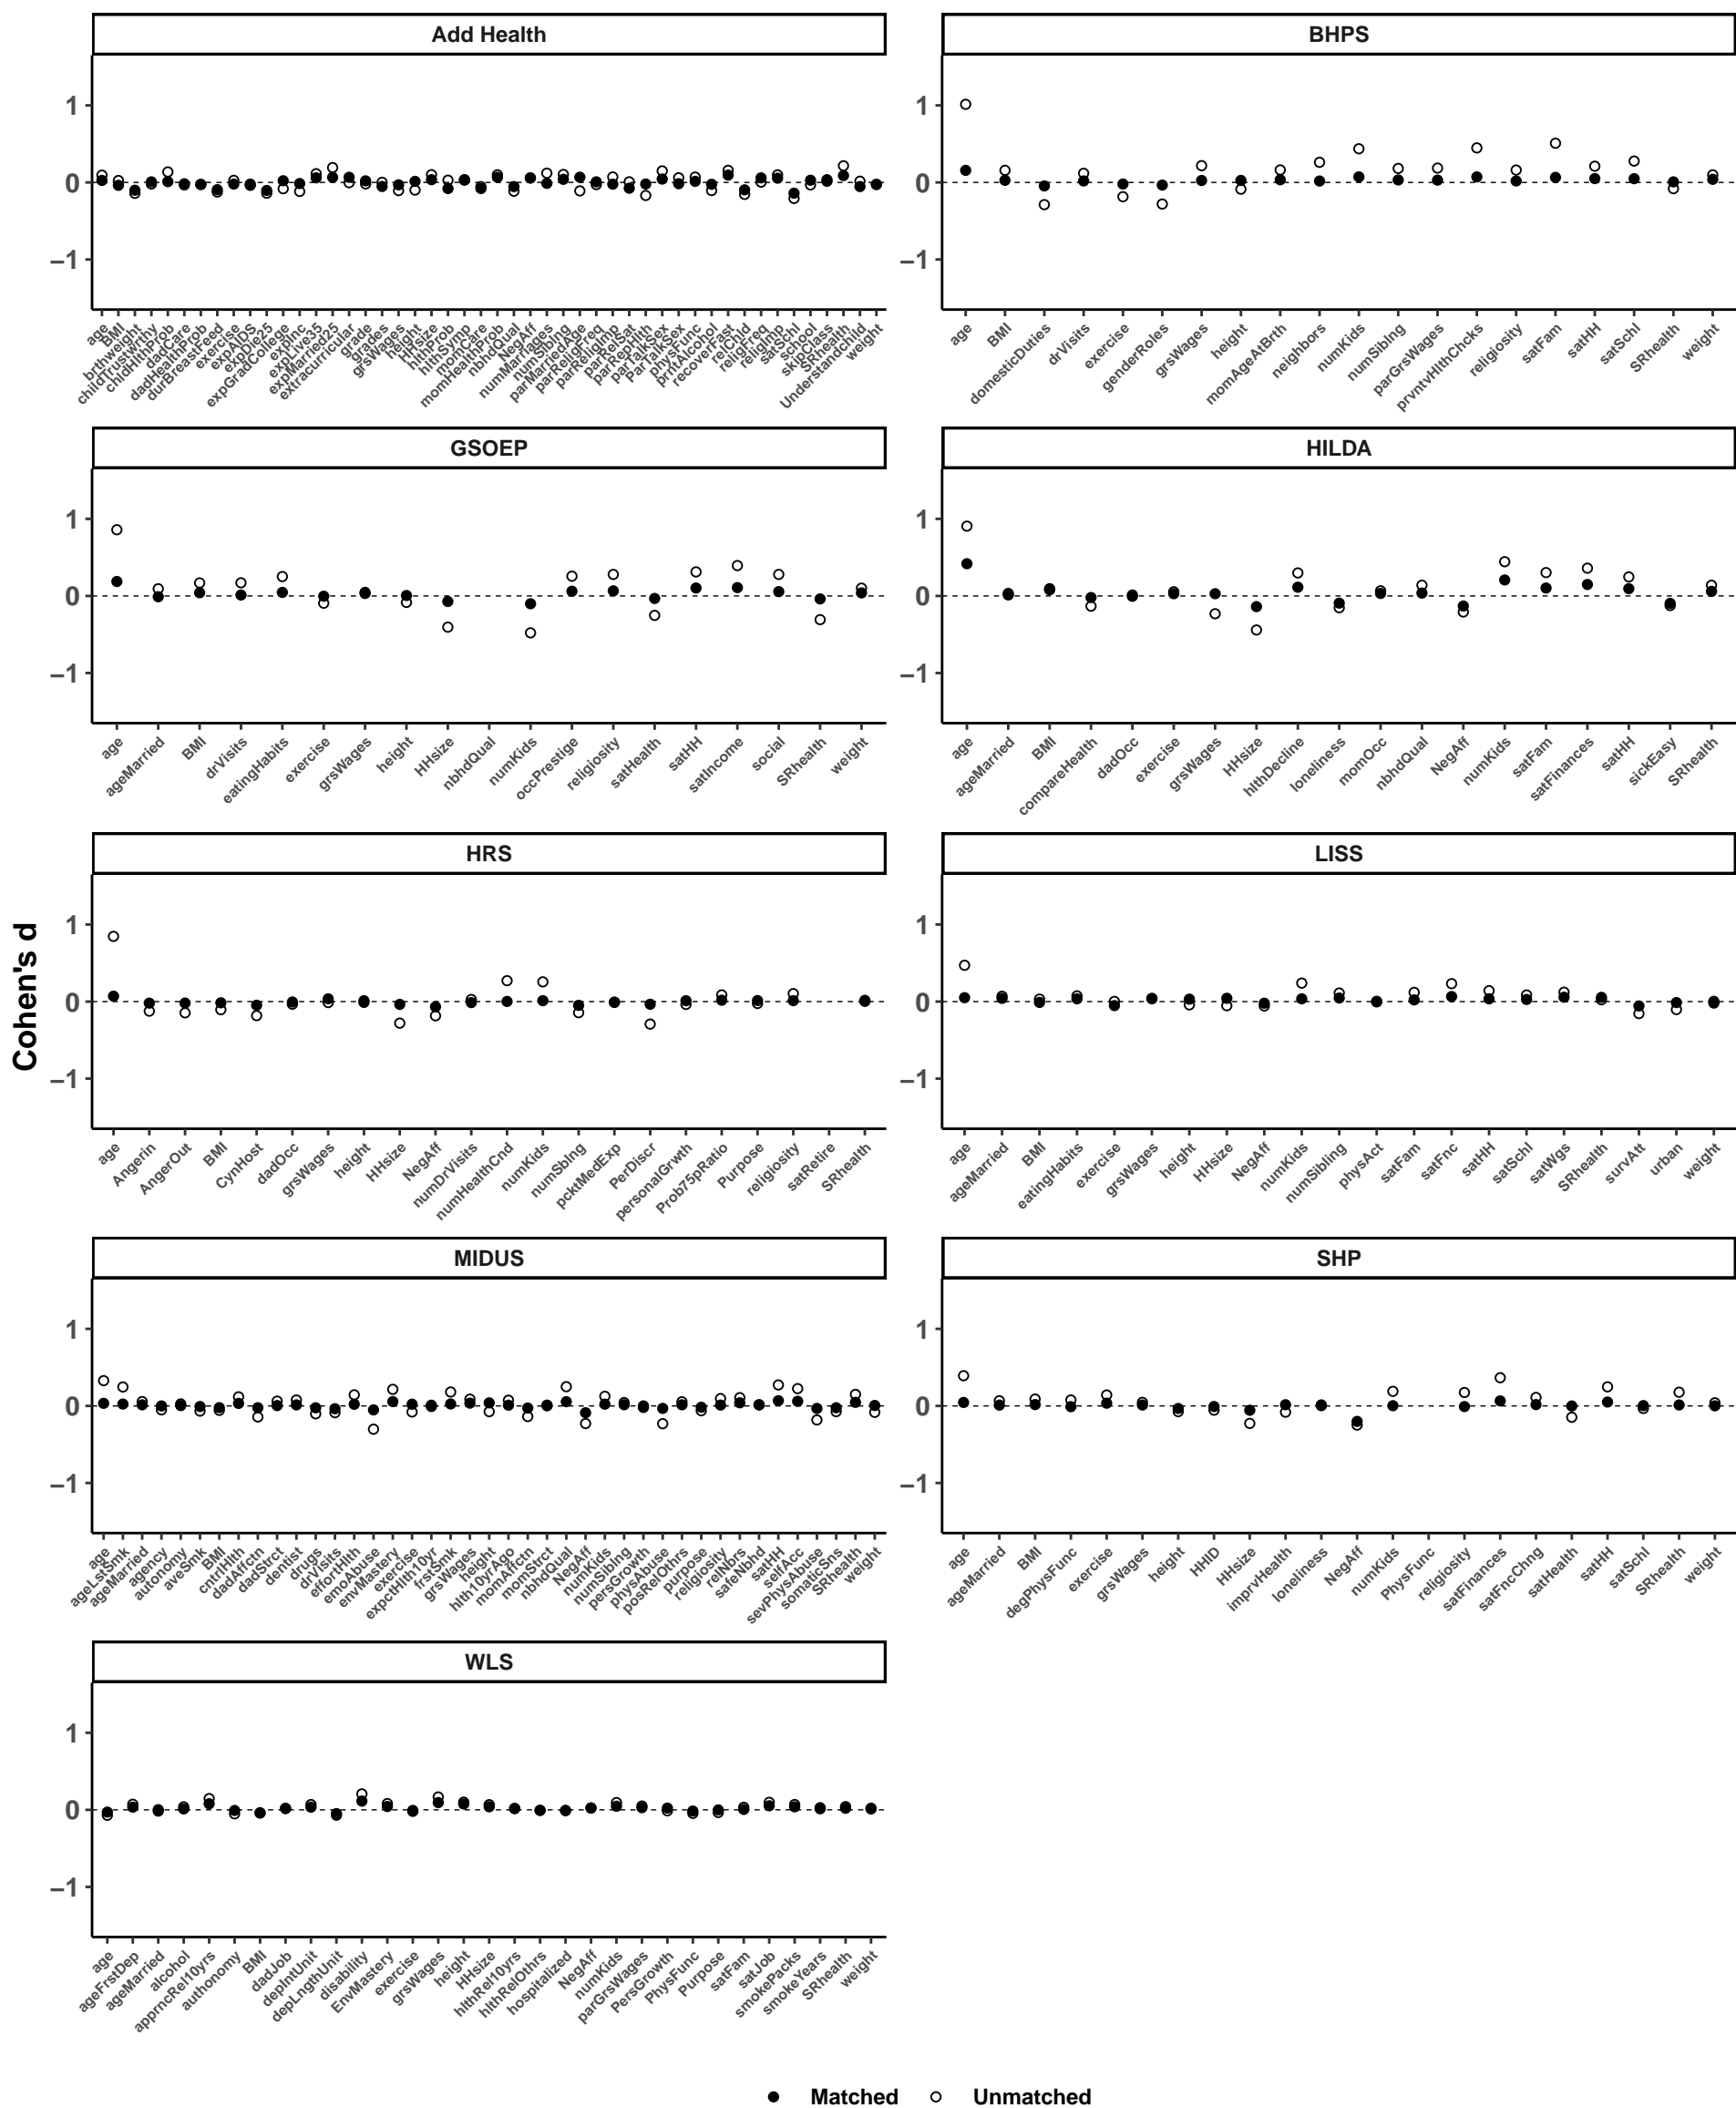 Add Health
BHPS
1
0
−1
1
0
−1
age
BMI
brthweight
childTrustwrthy
childHlthProb
dadCare
dadHealthProb
durBreastFeed
exercise
expAIDS
expDie25
expGradCollege
expInc
expLive35
expMarried25
extracurricular
grade
grades
grsWages
height
HHsize
hlthProb
hlthSymp
momCare
momHealthProb
nbhdQual
NegAff
numMarriages
numSblng
parMarriedAge
parReligFreq
parReligImp
parRelSat
parRepHlth
parTalkSex
ParTalkSex
physFunc
prntAlcohol
recoverFast
relChld
religFreq
religImp
satSchl
school
skipClass
SRhealth
Understandchild
weight
age
BMI
domesticDuties
drVisits
exercise
genderRoles
grsWages
height
momAgeAtBrth
neighbors
numKids
numSibling
parGrsWages
prvntvHlthChcks
religiosity
satFam
satHH
satSchl
SRhealth
weight
GSOEP
HILDA
1
0
−1
1
0
−1
age
ageMarried
BMI
drVisits
eatingHabits
exercise
grsWages
height
HHsize
nbhdQual
numKids
occPrestige
religiosity
satHealth
satHH
satIncome
social
SRhealth
weight
age
ageMarried
BMI
compareHealth
dadOcc
exercise
grsWages
HHsize
hlthDecline
loneliness
momOcc
nbhdQual
NegAff
numKids
satFam
satFinances
satHH
sickEasy
SRhealth
HRS
LISS
Cohen's d
1
0
−1
1
0
−1
age
Angerin
AngerOut
BMI
CynHost
dadOcc
grsWages
height
HHsize
NegAff
numDrVisits
numHealthCnd
numKids
numSblng
pcktMedExp
PerDiscr
personalGrwth
Prob75pRatio
Purpose
religiosity
satRetire
SRhealth
age
ageMarried
BMI
eatingHabits
exercise
grsWages
height
HHsize
NegAff
numKids
numSibling
physAct
satFam
satFnc
satHH
satSchl
satWgs
SRhealth
survAtt
urban
weight
MIDUS
SHP
1
0
−1
1
0
−1
age
ageLstSmk
ageMarried
agency
autonomy
aveSmk
BMI
cntrlHlth
dadAffctn
dadStrct
dentist
drugs
drVisits
effortHlth
emoAbuse
envMastery
exercise
expctHlth10yr
frstSmk
grsWages
height
hlth10yrAgo
momAffctn
momStrct
nbhdQual
NegAff
numKids
numSiblng
persGrowth
physAbuse
postRelOthrs
purpose
religiosity
relNbrs
safeNbhd
satHH
selfAcc
sevPhysAbuse
somaticSns
SRhealth
weight
age
ageMarried
BMI
degPhysFunc
exercise
grsWages
height
HHID
HHsize
imprvHealth
loneliness
NegAff
numKids
PhysFunc
religiosity
satFinances
satFncChng
satHealth
satHH
satSchl
SRhealth
weight
WLS
1
0
−1
age
ageFrstDep
ageMarried
alcohol
apprncRel10yrs
authonomy
BMI
dadJob
depIntUnit
depLngthUnit
disability
EnvMastery
exercise
grsWages
height
HHsize
hlthRel10yrs
hlthRelOthrs
hospitalized
NegAff
numKids
parGrsWages
PersGrowth
PhysFunc
Purpose
satFam
satJob
smokePacks
smokeYears
SRhealth
weight
Matched
Unmatched